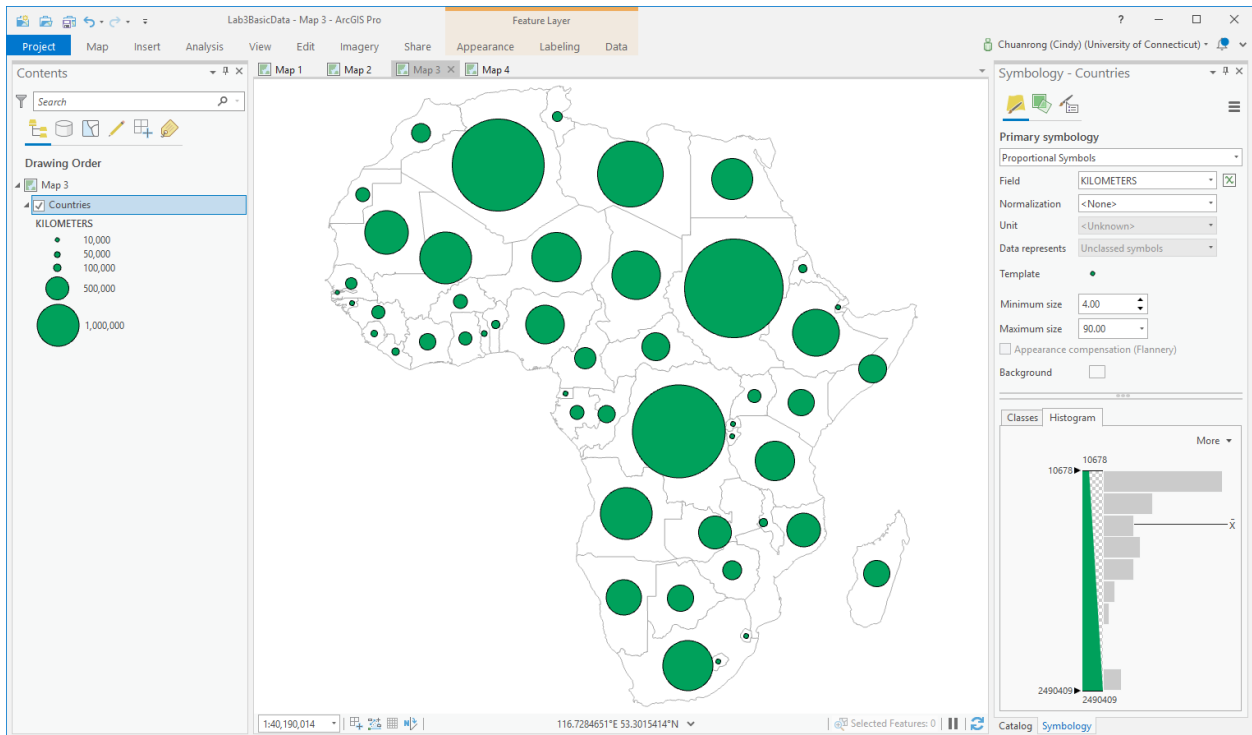 Lab3BasicData - Map 3 - ArcGIS Pro
Feature Layer
?
Project Map Insert Analysis View Edit Imagery Share Appearance Labeling Data
Chuanrong (Cindy) (University of Connecticut)
Contents
Search
Drawing Order
Map 3
Countries
KILOMETERS
10,000
50,000
100,000
500,000
1,000,000
Map 1 Map 2 Map 3 Map 4
1:40,190,014
116.7284651°E 53.3015414°N
Selected Features: 0
Symbology - Countries
Primary symbology
Proportional Symbols
Field KILOMETERS
Normalization <None>
Unit <Unknown>
Data represents Unclassed symbols
Template
Minimum size 4.00
Maximum size 90.00
Appearance compensation (Flannery)
Background
Classes Histogram
More
10678
10678
x̄
2490409
2490409
Catalog Symbology